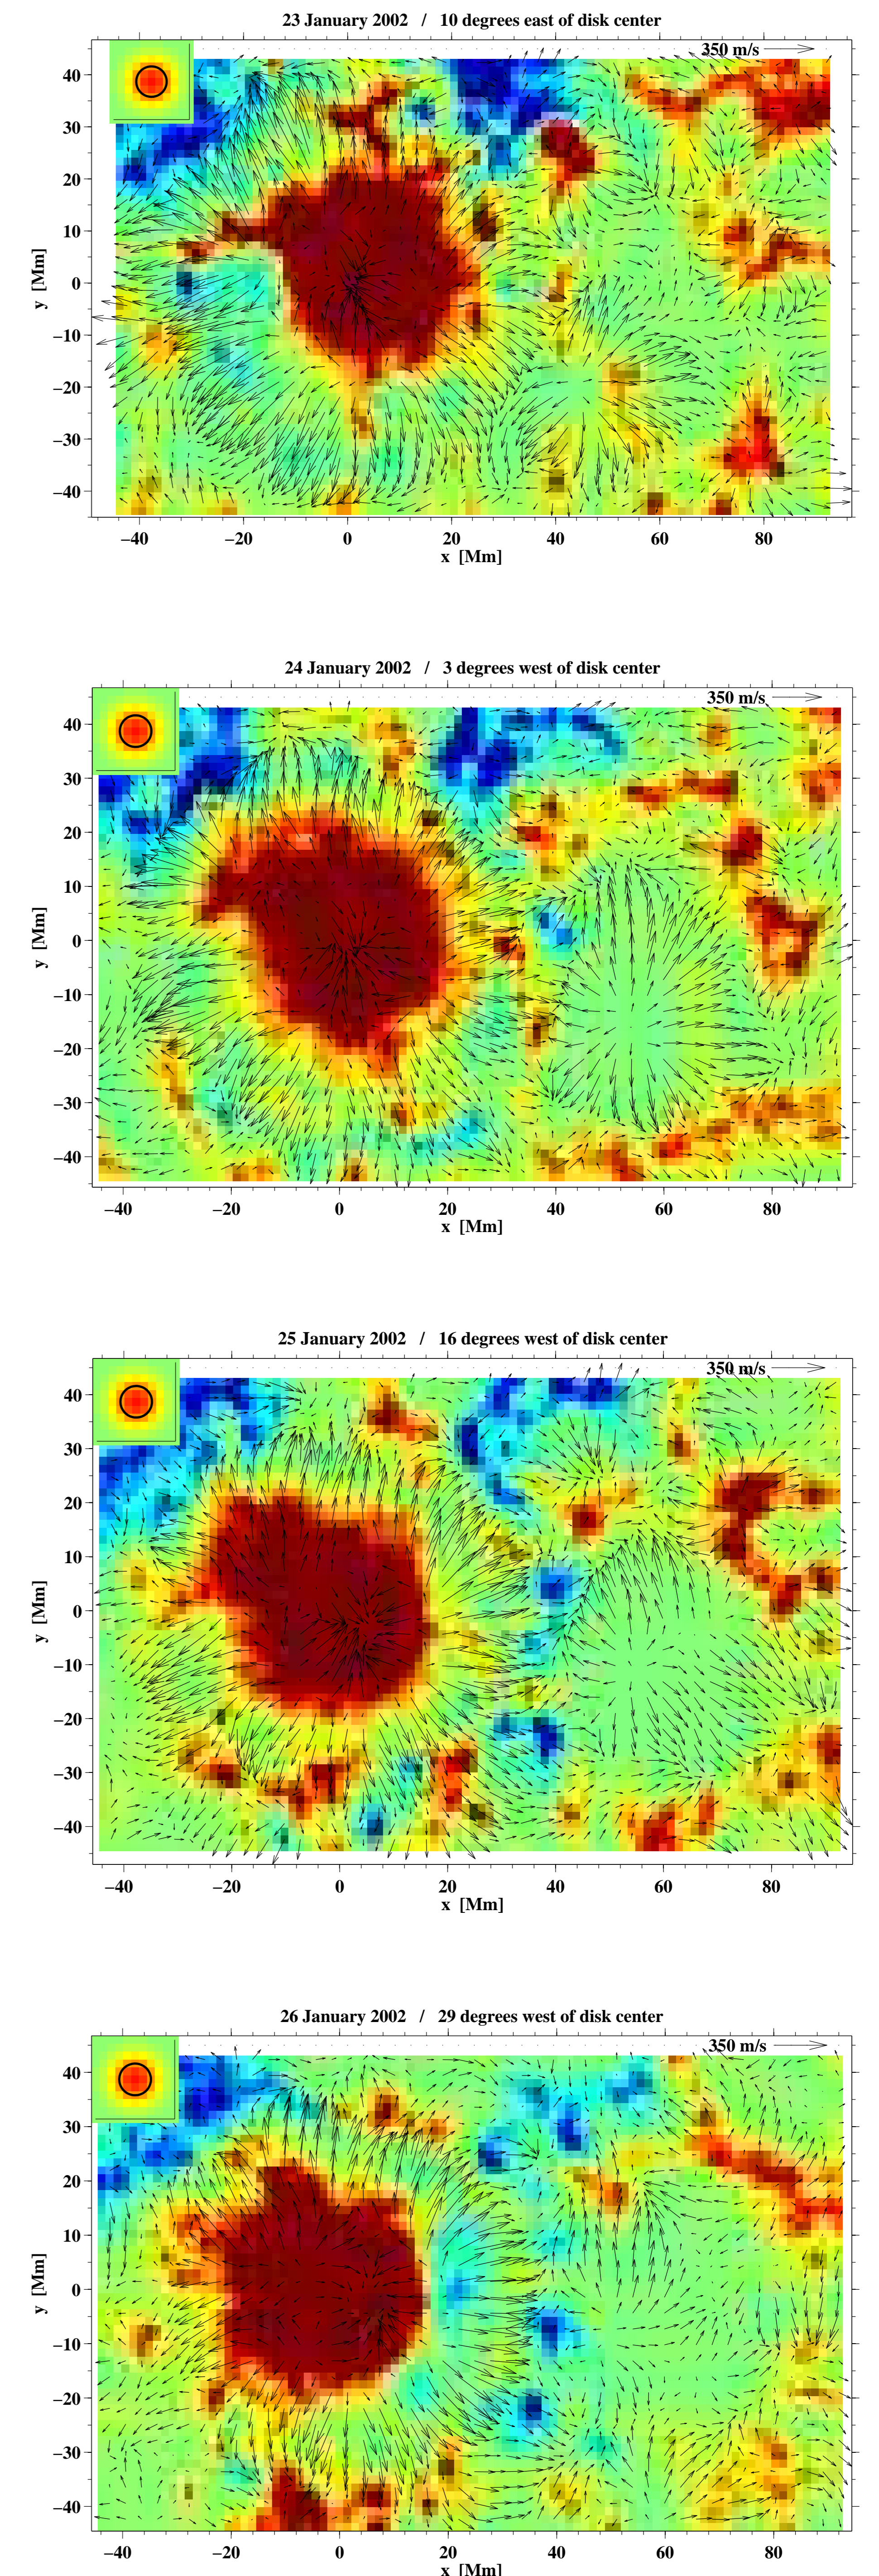 23 January 2002 / 10 degrees east of disk center
350 m/s
40
30
20
10
0
−10
−20
−30
−40
y [Mm]
−40 −20 0 20 40 60 80
x [Mm]
24 January 2002 / 3 degrees west of disk center
350 m/s
40
30
20
10
0
−10
−20
−30
−40
y [Mm]
−40 −20 0 20 40 60 80
x [Mm]
25 January 2002 / 16 degrees west of disk center
350 m/s
40
30
20
10
0
−10
−20
−30
−40
y [Mm]
−40 −20 0 20 40 60 80
x [Mm]
26 January 2002 / 29 degrees west of disk center
350 m/s
40
30
20
10
0
−10
−20
−30
−40
y [Mm]
−40 −20 0 20 40 60 80
x [Mm]